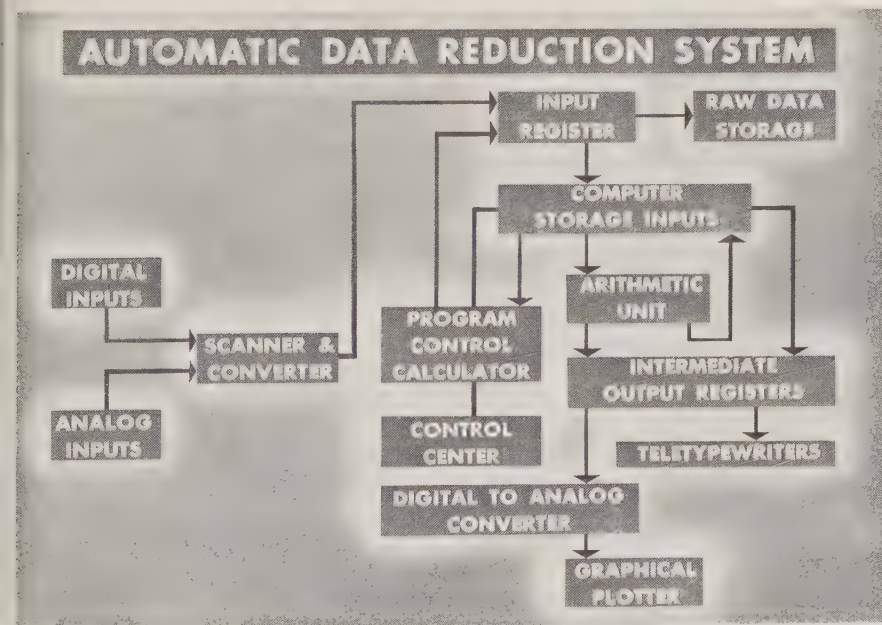 AUTOMATIC DATA REDUCTION SYSTEM
INPUT
REGISTER
RAW DATA
STORAGE
COMPUTER
STORAGE INPUTS
DIGITAL
INPUTS
ARITHMETIC
UNIT
SCANNER &
CONVERTER
PROGRAM
CONTROL
CALCULATOR
INTERMEDIATE
OUTPUT REGISTERS
ANALOG
INPUTS
CONTROL
CENTER
TELETYPEWRITERS
DIGITAL TO ANALOG
CONVERTER
GRAPHICAL
PLOTTER